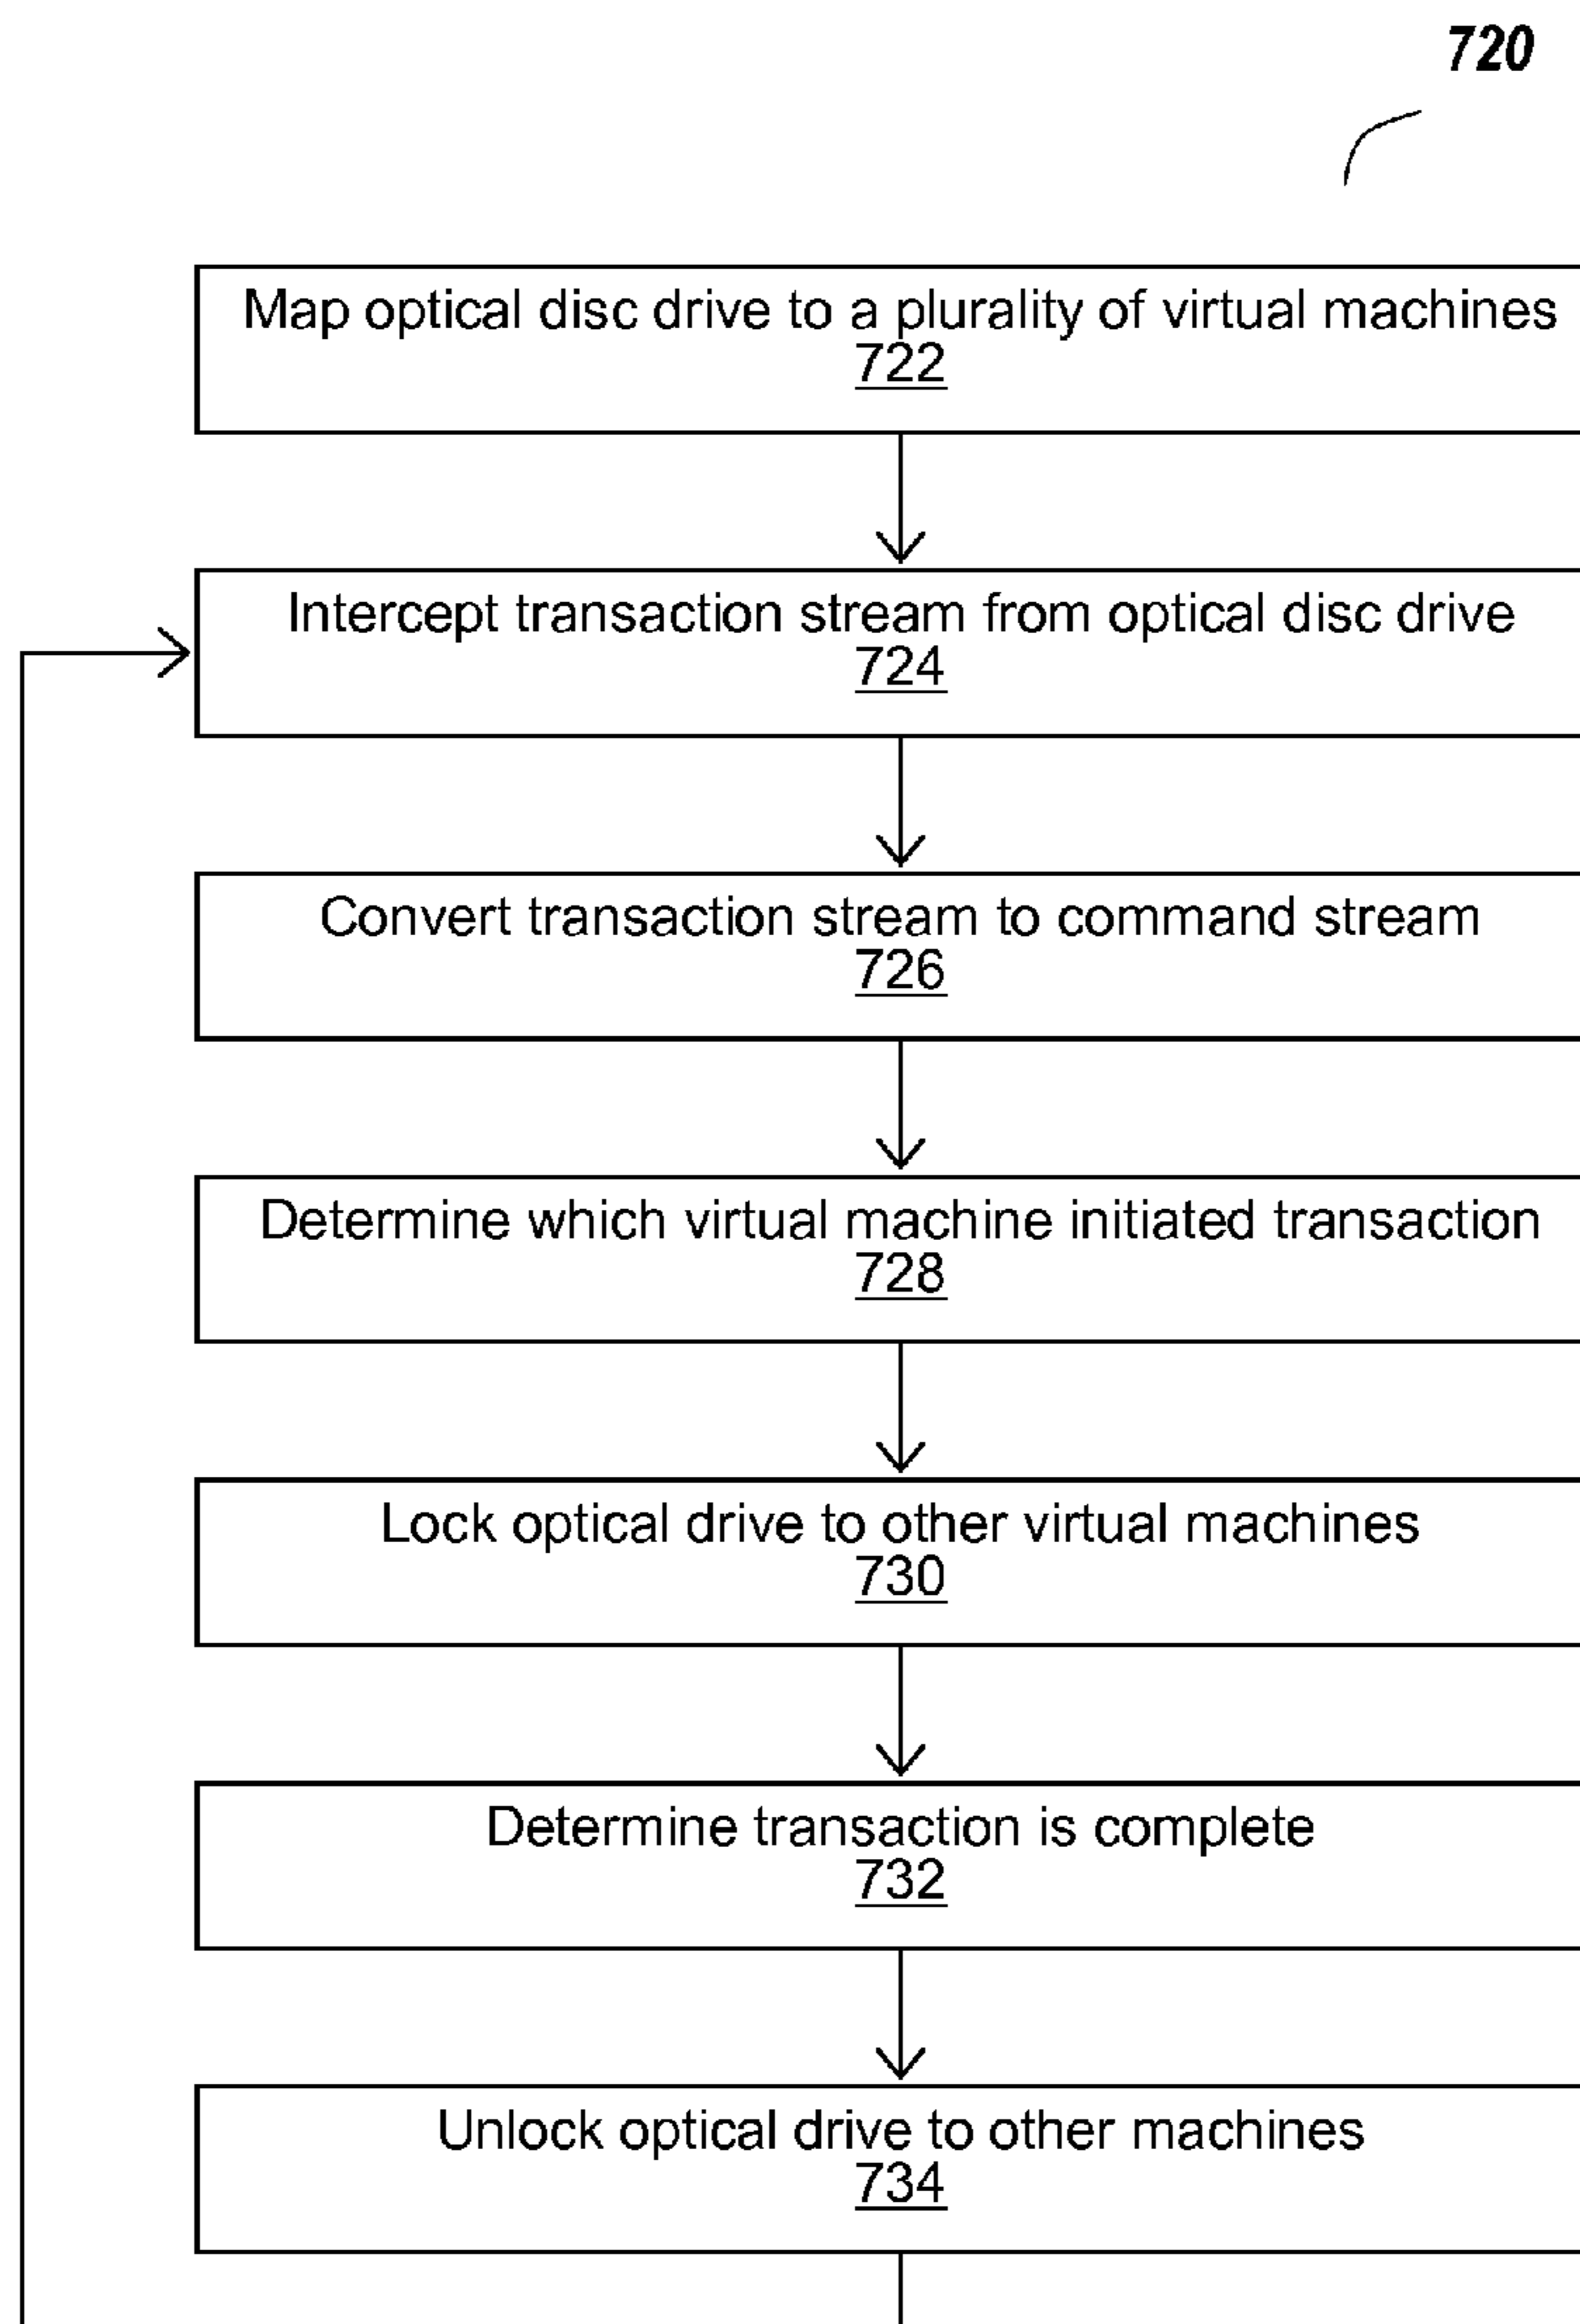 720
Map optical disc drive to a plurality of virtual machines
722
Intercept transaction stream from optical disc drive
724
Convert transaction stream to command stream
726
Determine which virtual machine initiated transaction
728
Lock optical drive to other virtual machines
730
Determine transaction is complete
732
Unlock optical drive to other machines
734